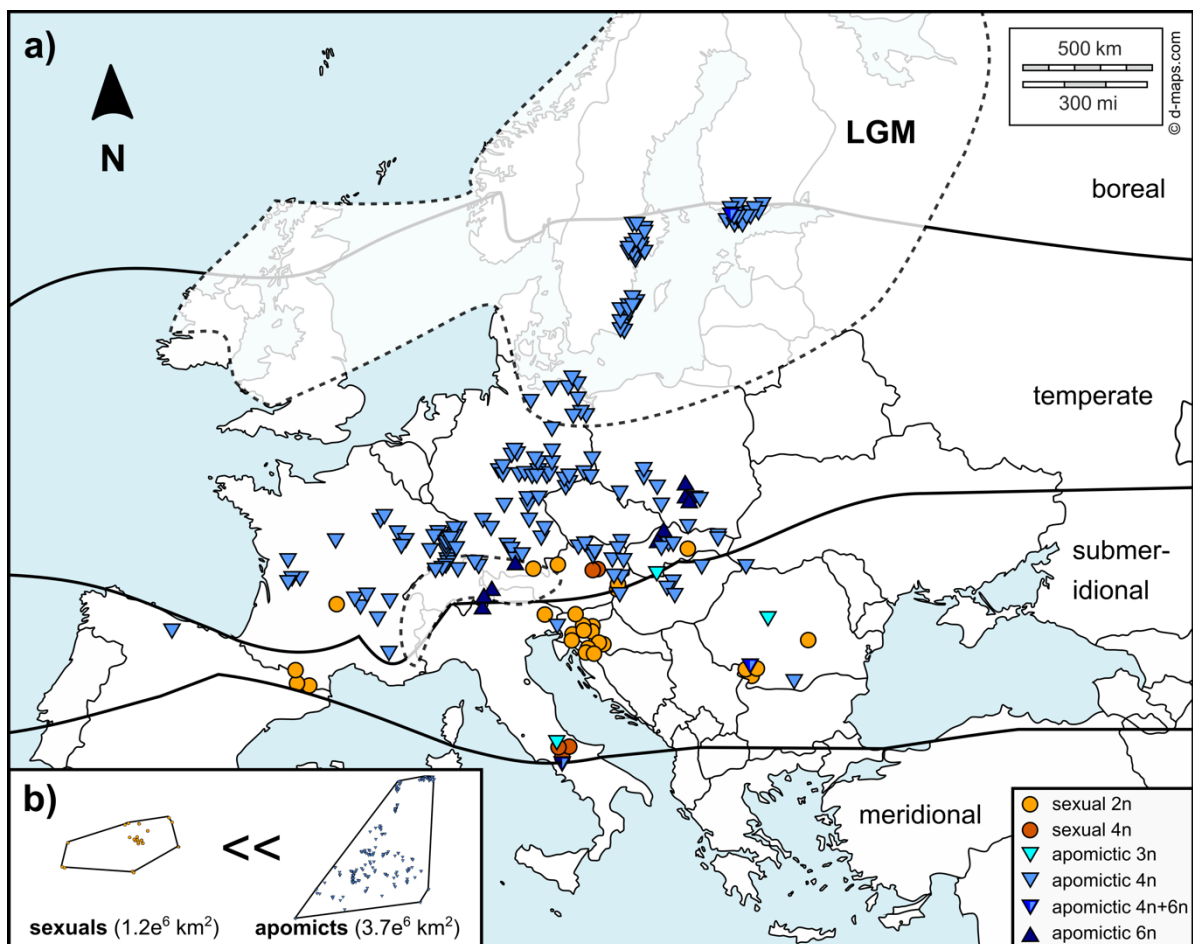 a)
N
500 km
300 mi
© d-maps.com
LGM
boreal
temperate
submer-
idional
meridional
b)
<<
sexuals (1.2e⁶ km²)
apomicts (3.7e⁶ km²)
sexual 2n
sexual 4n
apomictic 3n
apomictic 4n
apomictic 4n+6n
apomictic 6n